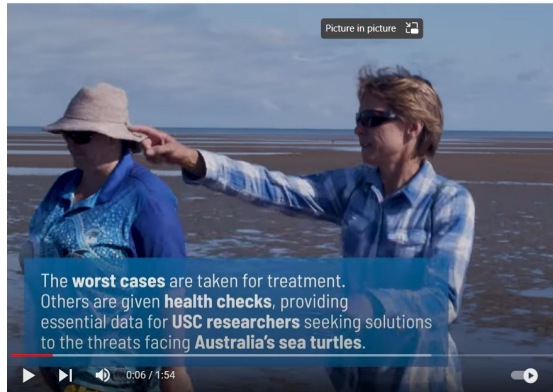 Picture in picture
The worst cases are taken for treatment.
Others are given health checks, providing
essential data for USC researchers seeking solutions
to the threats facing Australia's sea turtles.
0:06 / 1:54